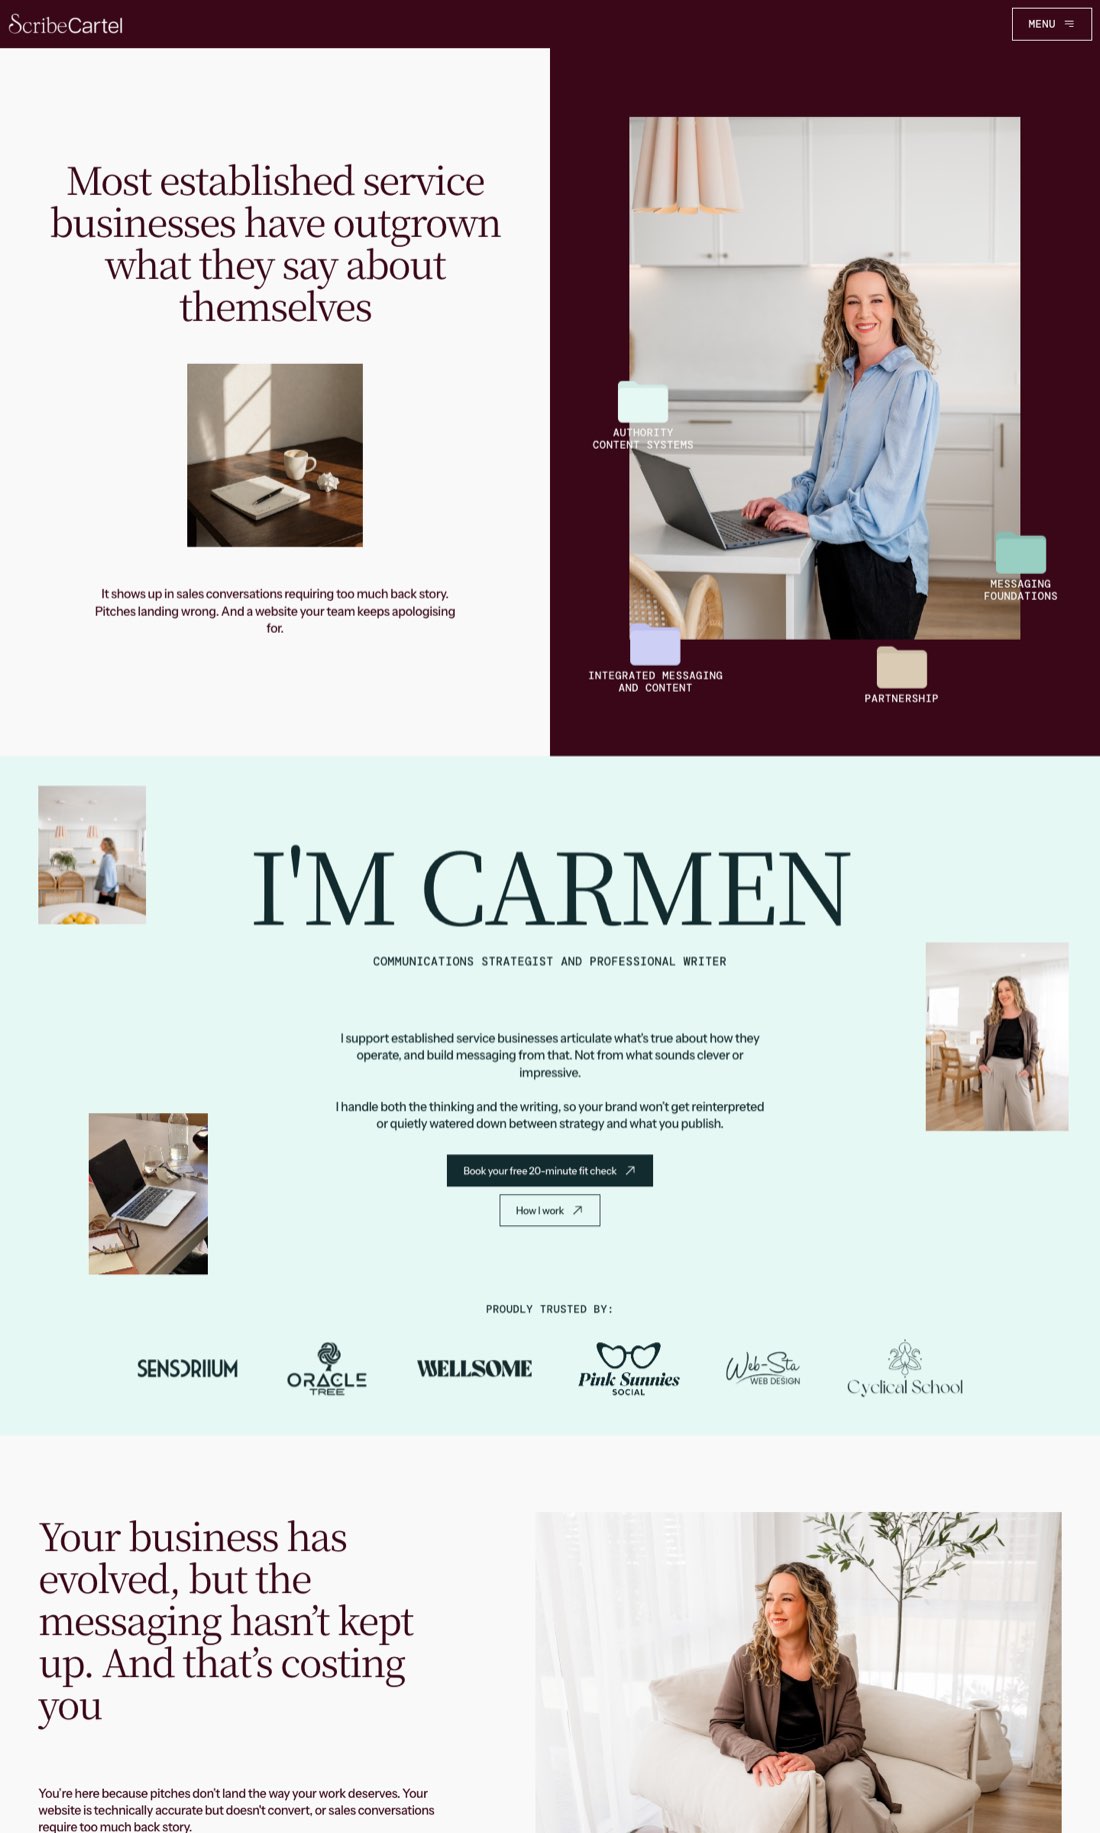 ScribeCartel
MENU
Most established service
businesses have outgrown
what they say about
themselves
It shows up in sales conversations requiring too much back story.
Pitches landing wrong. And a website your team keeps apologising
for.
AUTHORITY
CONTENT SYSTEMS
MESSAGING
FOUNDATIONS
INTEGRATED MESSAGING
AND CONTENT
PARTNERSHIP
I'M CARMEN
COMMUNICATIONS STRATEGIST AND PROFESSIONAL WRITER
I support established service businesses articulate what's true about how they
operate, and build messaging from that. Not from what sounds clever or
impressive.
I handle both the thinking and the writing, so your brand won't get reinterpreted
or quietly watered down between strategy and what you publish.
Book your free 20-minute fit check
How I work
PROUDLY TRUSTED BY:
SENSORIIUM
ORACLE
TREE
WELLSOME
Pink Sunnies
SOCIAL
Web-Sta
WEB DESIGN
Cyclical School
Your business has
evolved, but the
messaging hasn’t kept
up. And that’s costing
you
You're here because pitches don't land the way your work deserves. Your
website is technically accurate but doesn't convert, or sales conversations
require too much back story.